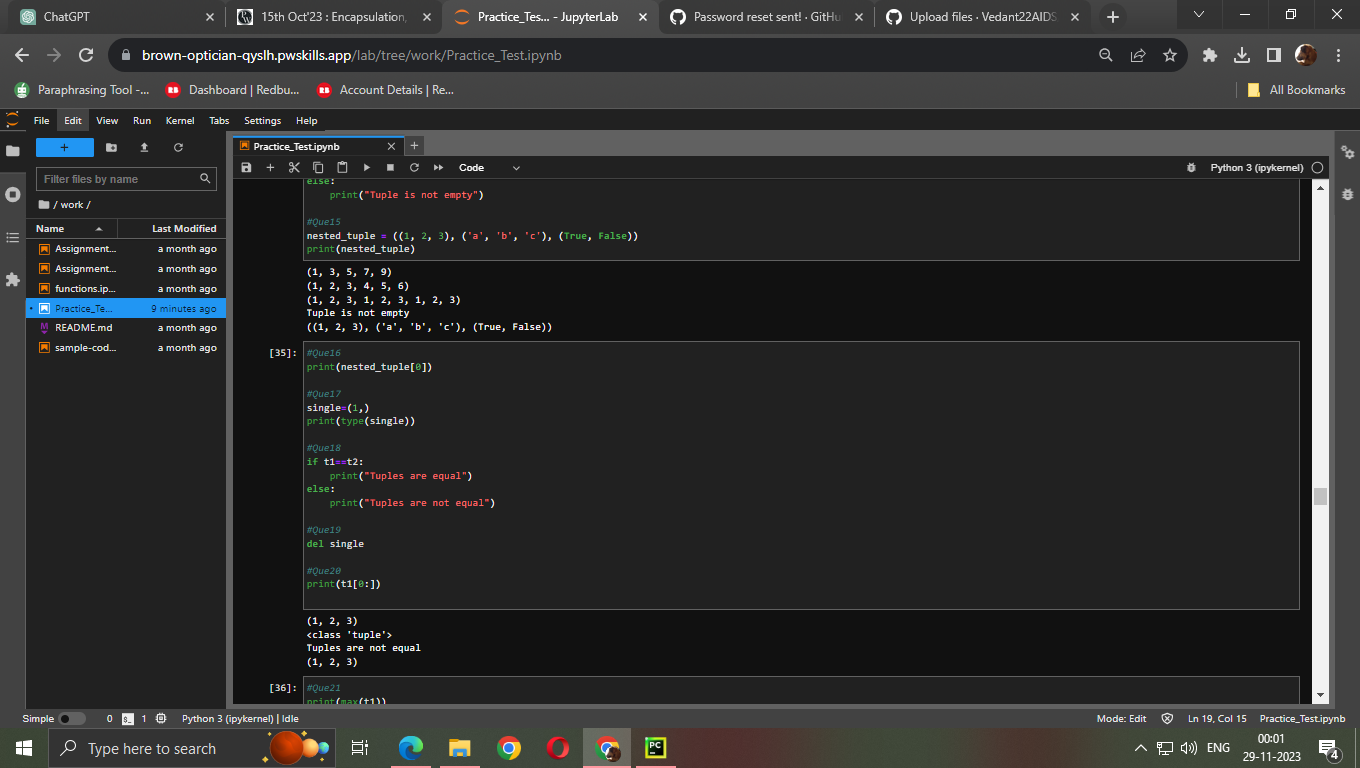 ChatGPT
15th Oct'23 : Encapsulation,
Practice_Tes... - JupyterLab
Password reset sent! · GitHu
Upload files · Vedant22AIDS
brown-optician-qyslh.pwskills.app/lab/tree/work/Practice_Test.ipynb
Paraphrasing Tool -...
Dashboard | Redbu...
Account Details | Re...
All Bookmarks
File Edit View Run Kernel Tabs Settings Help
Filter files by name
/ work /
Name Last Modified
Assignment... a month ago
Assignment... a month ago
functions.ip... a month ago
Practice_Te... 9 minutes ago
README.md a month ago
sample-cod... a month ago
Practice_Test.ipynb
Code
Python 3 (ipykernel)
else:
print("Tuple is not empty")
#Que15
nested_tuple = ((1, 2, 3), ('a', 'b', 'c'), (True, False))
print(nested_tuple)
(1, 3, 5, 7, 9)
(1, 2, 3, 4, 5, 6)
(1, 2, 3, 1, 2, 3, 1, 2, 3)
Tuple is not empty
((1, 2, 3), ('a', 'b', 'c'), (True, False))
[35]:
#Que16
print(nested_tuple[0])
#Que17
single=(1,)
print(type(single))
#Que18
if t1==t2:
print("Tuples are equal")
else:
print("Tuples are not equal")
#Que19
del single
#Que20
print(t1[0:])
(1, 2, 3)
<class 'tuple'>
Tuples are not equal
(1, 2, 3)
[36]:
#Que21
print(max(t1))
Simple 0 $_ 1 Python 3 (ipykernel) | Idle
Mode: Edit Ln 19, Col 15 Practice_Test.ipynb
Type here to search
PC
ENG
00:01
29-11-2023
4